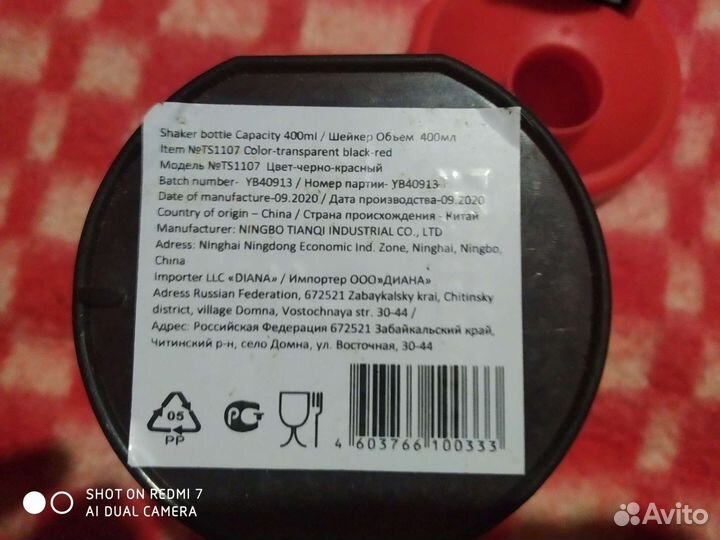 Shaker bottle Capacity 400ml / Шейкер Объем 400мл
Item №TS1107 Color-transparent black-red
Модель №TS1107 Цвет-черно-красный
Batch number- YB40913 / Номер партии- YB40913
Date of manufacture-09.2020 / Дата производства-09.2020
Country of origin – China / Страна происхождения - Китай
Manufacturer: NINGBO TIANQI INDUSTRIAL CO., LTD
Adress: Ninghai Ningdong Economic Ind. Zone, Ninghai, Ningbo,
China
Importer LLC «DIANA» / Импортер ООО»ДИАНА»
Adress Russian Federation, 672521 Zabaykalsky krai, Chitinsky
district, village Domna, Vostochnaya str. 30-44 /
Адрес: Российская Федерация 672521 Забайкальский край,
Читинский р-н, село Домна, ул. Восточная, 30-44
05
PP
РСТ
4 603766 100333
SHOT ON REDMI 7
AI DUAL CAMERA
Avito